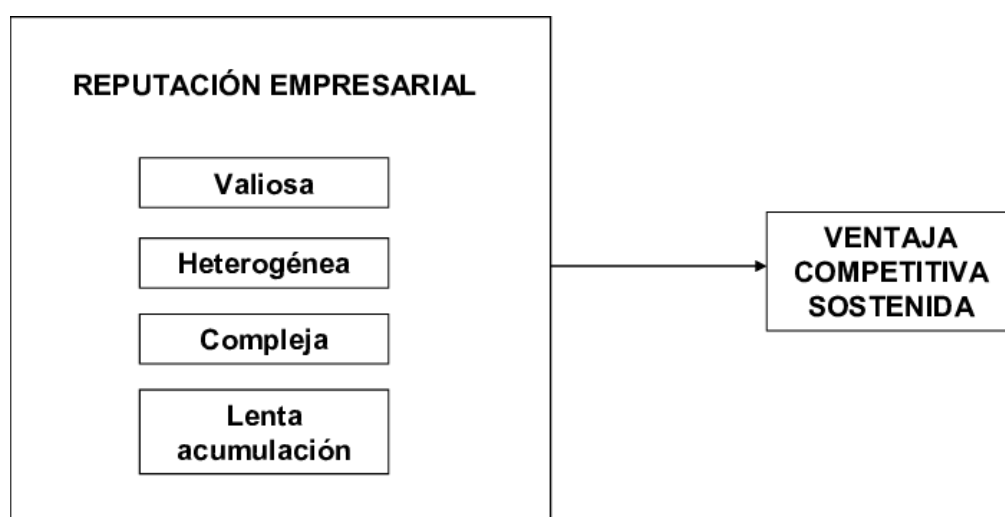 REPUTACIÓN EMPRESARIAL
Valiosa
Heterogénea
Compleja
Lenta
acumulación
VENTAJA
COMPETITIVA
SOSTENIDA